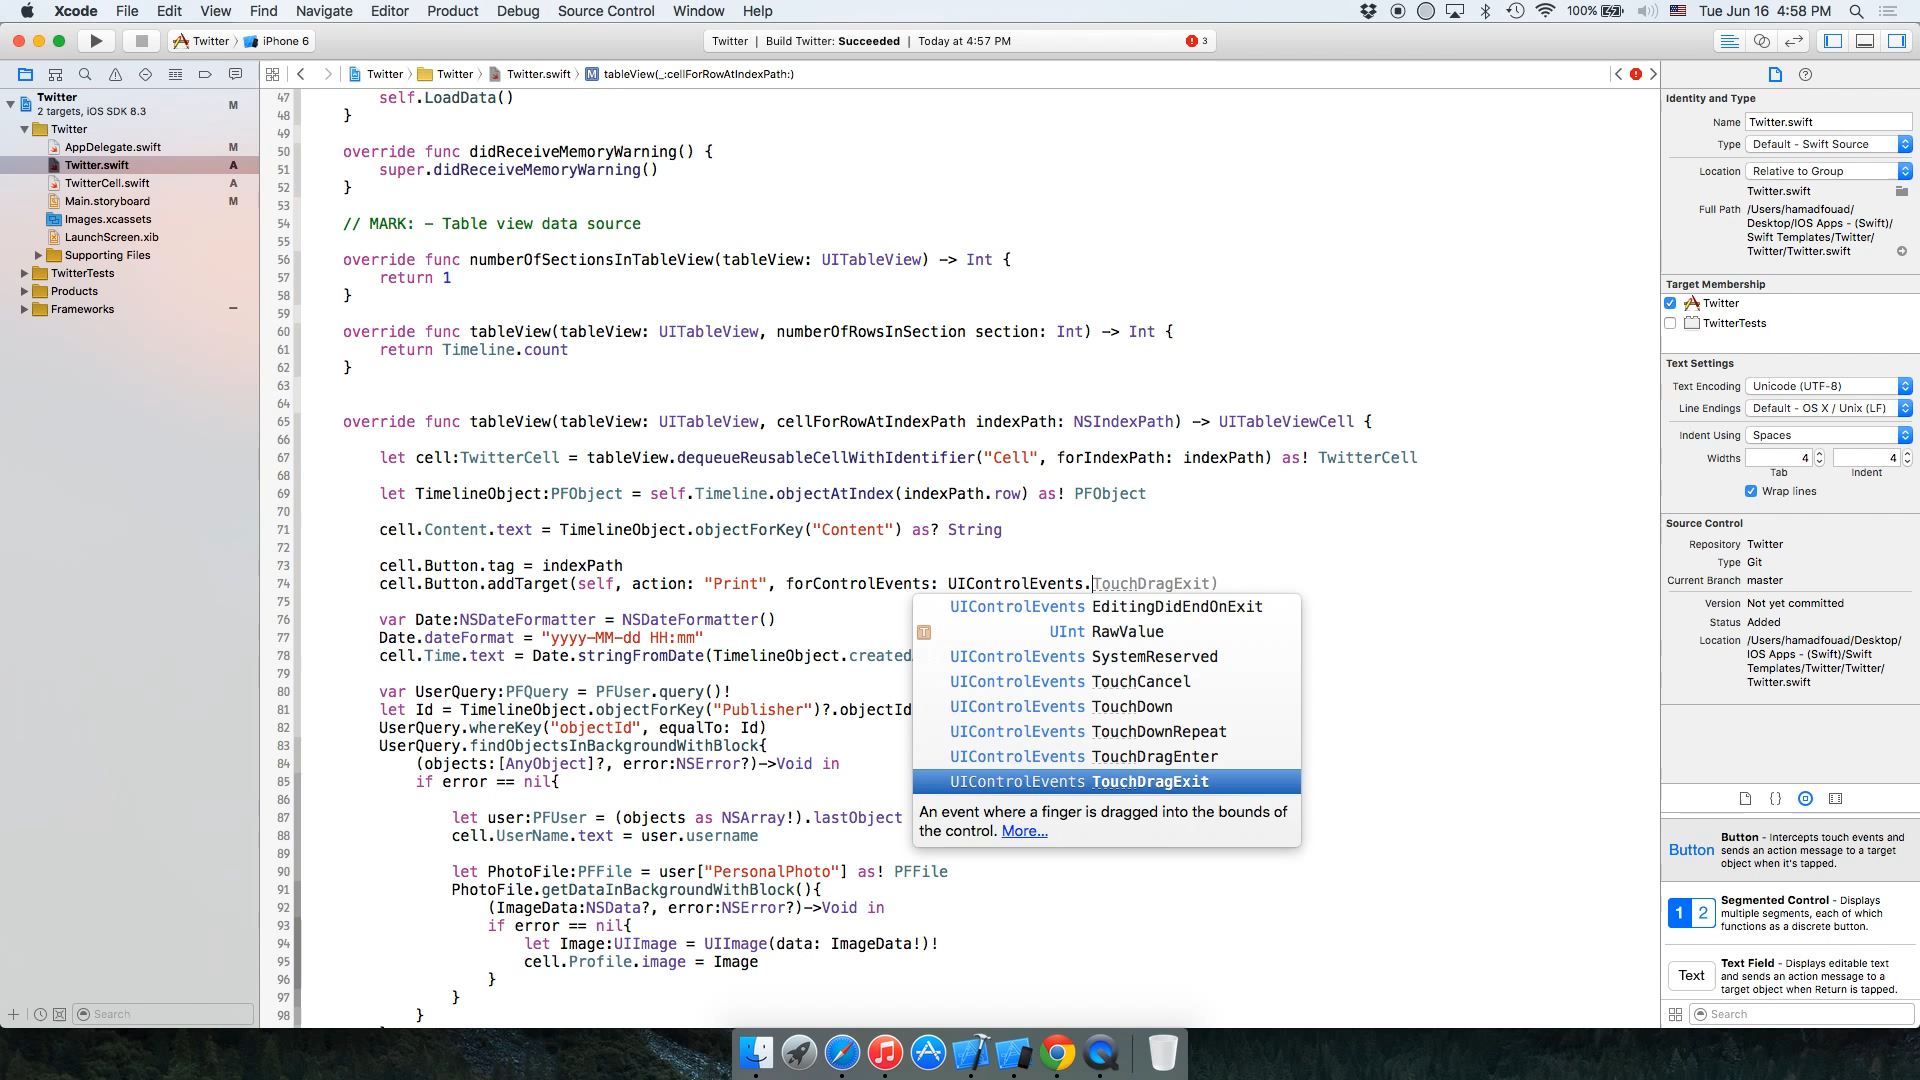 Xcode File Edit View Find Navigate Editor Product Debug Source Control Window Help 100% Tue Jun 16 4:58 PM
Twitter iPhone 6 Twitter | Build Twitter: Succeeded | Today at 4:57 PM 3
Twitter Twitter Twitter.swift M tableView(_:cellForRowAtIndexPath:)
Twitter M
2 targets, iOS SDK 8.3
Twitter
AppDelegate.swift M
Twitter.swift A
TwitterCell.swift A
Main.storyboard M
Images.xcassets
LaunchScreen.xib
Supporting Files
TwitterTests
Products
Frameworks
Search
47 self.LoadData()
48 }
49
50 override func didReceiveMemoryWarning() {
51 super.didReceiveMemoryWarning()
52 }
53
54 // MARK: - Table view data source
55
56 override func numberOfSectionsInTableView(tableView: UITableView) -> Int {
57 return 1
58 }
59
60 override func tableView(tableView: UITableView, numberOfRowsInSection section: Int) -> Int {
61 return Timeline.count
62 }
63
64
65 override func tableView(tableView: UITableView, cellForRowAtIndexPath indexPath: NSIndexPath) -> UITableViewCell {
66
67 let cell:TwitterCell = tableView.dequeueReusableCellWithIdentifier("Cell", forIndexPath: indexPath) as! TwitterCell
68
69 let TimelineObject:PFObject = self.Timeline.objectAtIndex(indexPath.row) as! PFObject
70
71 cell.Content.text = TimelineObject.objectForKey("Content") as? String
72
73 cell.Button.tag = indexPath
74 cell.Button.addTarget(self, action: "Print", forControlEvents: UIControlEvents.TouchDragExit)
75
76 var Date:NSDateFormatter = NSDateFormatter()
77 Date.dateFormat = "yyyy-MM-dd HH:mm"
78 cell.Time.text = Date.stringFromDate(TimelineObject.created
79
80 var UserQuery:PFQuery = PFUser.query()!
81 let Id = TimelineObject.objectForKey("Publisher")?.objectId
82 UserQuery.whereKey("objectId", equalTo: Id)
83 UserQuery.findObjectsInBackgroundWithBlock{
84 (objects:[AnyObject]?, error:NSError?)->Void in
85 if error == nil{
86
87 let user:PFUser = (objects as NSArray!).lastObject
88 cell.UserName.text = user.username
89
90 let PhotoFile:PFFile = user["PersonalPhoto"] as! PFFile
91 PhotoFile.getDataInBackgroundWithBlock(){
92 (ImageData:NSData?, error:NSError?)->Void in
93 if error == nil{
94 let Image:UIImage = UIImage(data: ImageData!)!
95 cell.Profile.image = Image
96 }
97 }
98 }
UIControlEvents EditingDidEndOnExit
T UInt RawValue
UIControlEvents SystemReserved
UIControlEvents TouchCancel
UIControlEvents TouchDown
UIControlEvents TouchDownRepeat
UIControlEvents TouchDragEnter
UIControlEvents TouchDragExit
An event where a finger is dragged into the bounds of
the control. More...
Identity and Type
Name Twitter.swift
Type Default - Swift Source
Location Relative to Group
Twitter.swift
Full Path /Users/hamadfouad/
Desktop/IOS Apps - (Swift)/
Swift Templates/Twitter/
Twitter/Twitter.swift
Target Membership
Twitter
TwitterTests
Text Settings
Text Encoding Unicode (UTF-8)
Line Endings Default - OS X / Unix (LF)
Indent Using Spaces
Widths 4 4
Tab Indent
Wrap lines
Source Control
Repository Twitter
Type Git
Current Branch master
Version Not yet committed
Status Added
Location /Users/hamadfouad/Desktop/
IOS Apps - (Swift)/Swift
Templates/Twitter/Twitter/
Twitter.swift
{}
Button Button - Intercepts touch events and
sends an action message to a target
object when it's tapped.
1 2 Segmented Control - Displays
multiple segments, each of which
functions as a discrete button.
Text Text Field - Displays editable text
and sends an action message to a
target object when Return is tapped.
Search